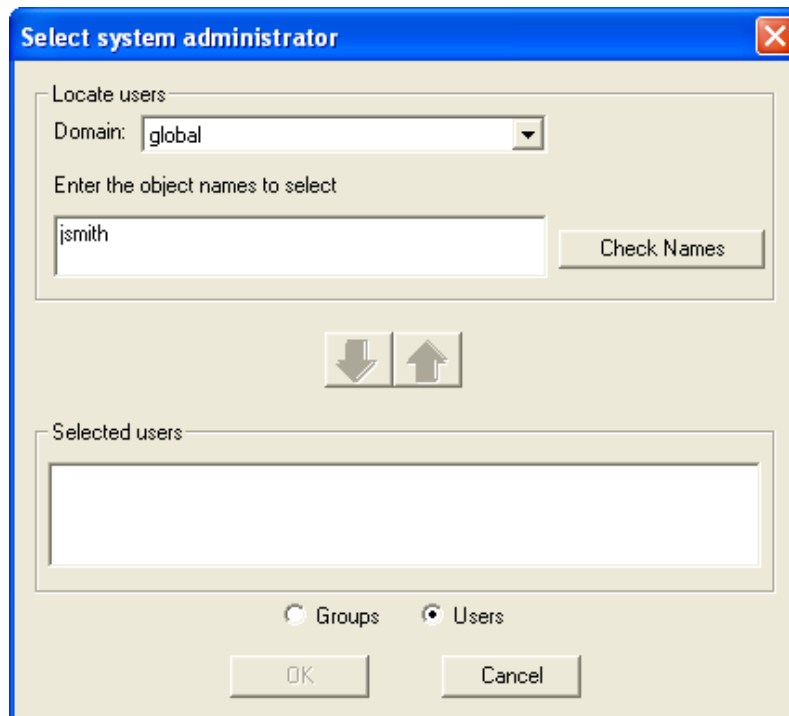 Select system administrator
Locate users
Domain: global
Enter the object names to select
jsmith
Check Names
Selected users
Groups Users
OK Cancel